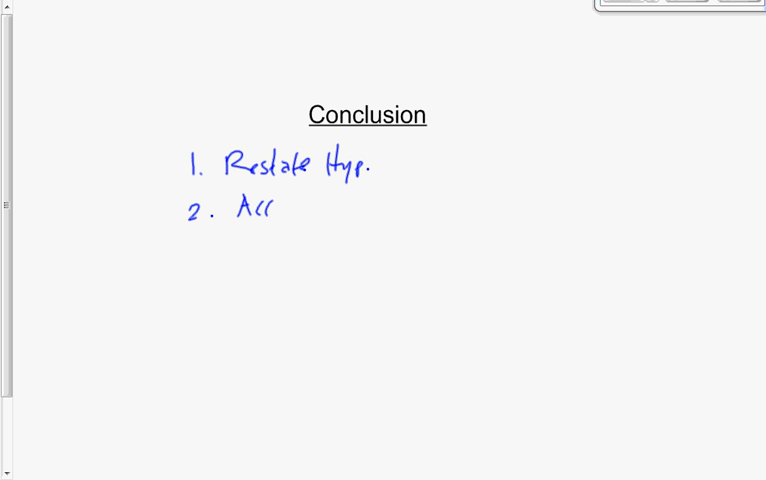 Conclusion
1. Restate Hyp.
2. Acc